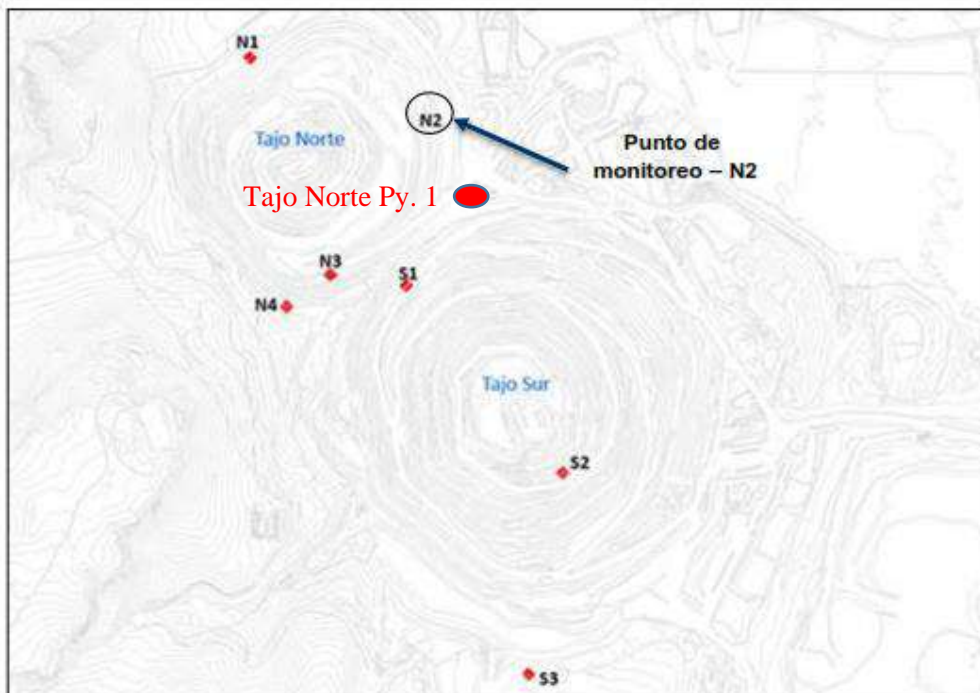 N1
N2
Tajo Norte
Punto de
monitoreo – N2
Tajo Norte Py. 1
N3
S1
N4
Tajo Sur
S2
S3